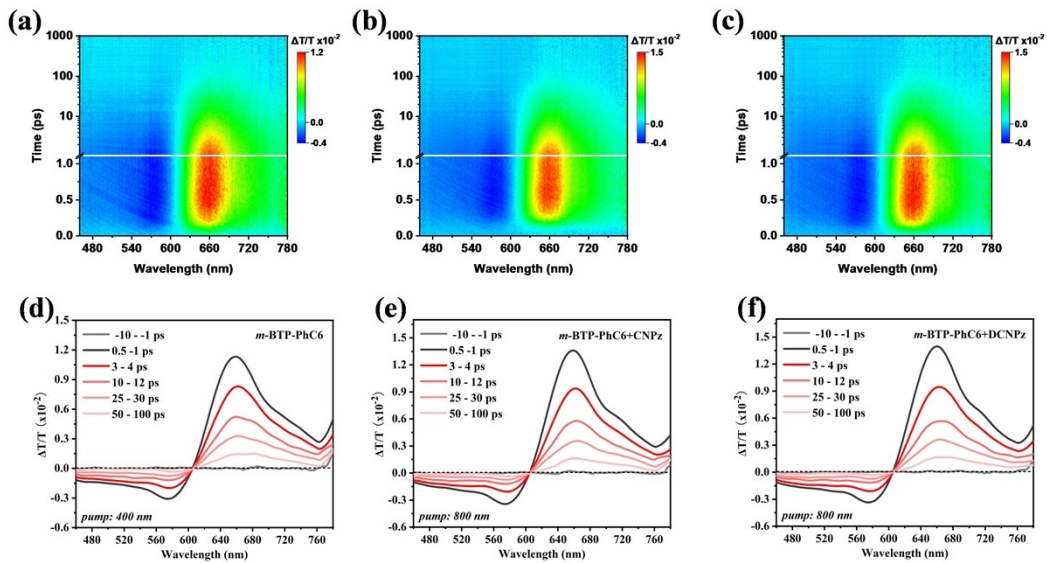 (a)
ΔT/T x10⁻²
1.2
0.0
-0.4
1000
100
10
1.0
0.5
0.0
Time (ps)
480 540 600 660 720 780
Wavelength (nm)
(b)
ΔT/T x10⁻²
1.5
0.0
-0.4
1000
100
10
1.0
0.5
0.0
Time (ps)
480 540 600 660 720 780
Wavelength (nm)
(c)
ΔT/T x10⁻²
1.5
0.0
-0.4
1000
100
10
1.0
0.5
0.0
Time (ps)
480 540 600 660 720 780
Wavelength (nm)
(d)
1.5
1.2
0.9
0.6
0.3
0.0
-0.3
-0.6
ΔT/T (x10⁻²)
-10 - -1 ps
0.5 -1 ps
3 - 4 ps
10 - 12 ps
25 - 30 ps
50 - 100 ps
m-BTP-PhC6
pump: 400 nm
480 520 560 600 640 680 720 760
Wavelength (nm)
(e)
1.5
1.2
0.9
0.6
0.3
0.0
-0.3
-0.6
ΔT/T (x10⁻²)
-10 - -1 ps
0.5 -1 ps
3 - 4 ps
10 - 12 ps
25 - 30 ps
50 - 100 ps
m-BTP-PhC6+CNPz
pump: 800 nm
480 520 560 600 640 680 720 760
Wavelength (nm)
(f)
1.5
1.2
0.9
0.6
0.3
0.0
-0.3
-0.6
ΔT/T (x10⁻²)
-10 - -1 ps
0.5 -1 ps
3 - 4 ps
10 - 12 ps
25 - 30 ps
50 - 100 ps
m-BTP-PhC6+DCNPz
pump: 800 nm
480 520 560 600 640 680 720 760
Wavelength (nm)